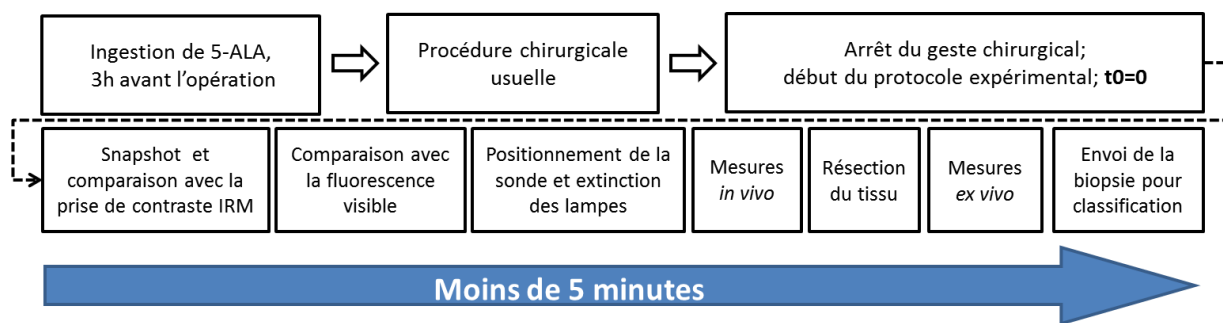 Ingestion de 5-ALA,
3h avant l'opération
Procédure chirurgicale
usuelle
Arrêt du geste chirurgical;
début du protocole expérimental; t0=0
Snapshot et
comparaison avec la
prise de contraste IRM
Comparaison avec
la fluorescence
visible
Positionnement de la
sonde et extinction
des lampes
Mesures
in vivo
Résection
du tissu
Mesures
ex vivo
Envoi de la
biopsie pour
classification
Moins de 5 minutes